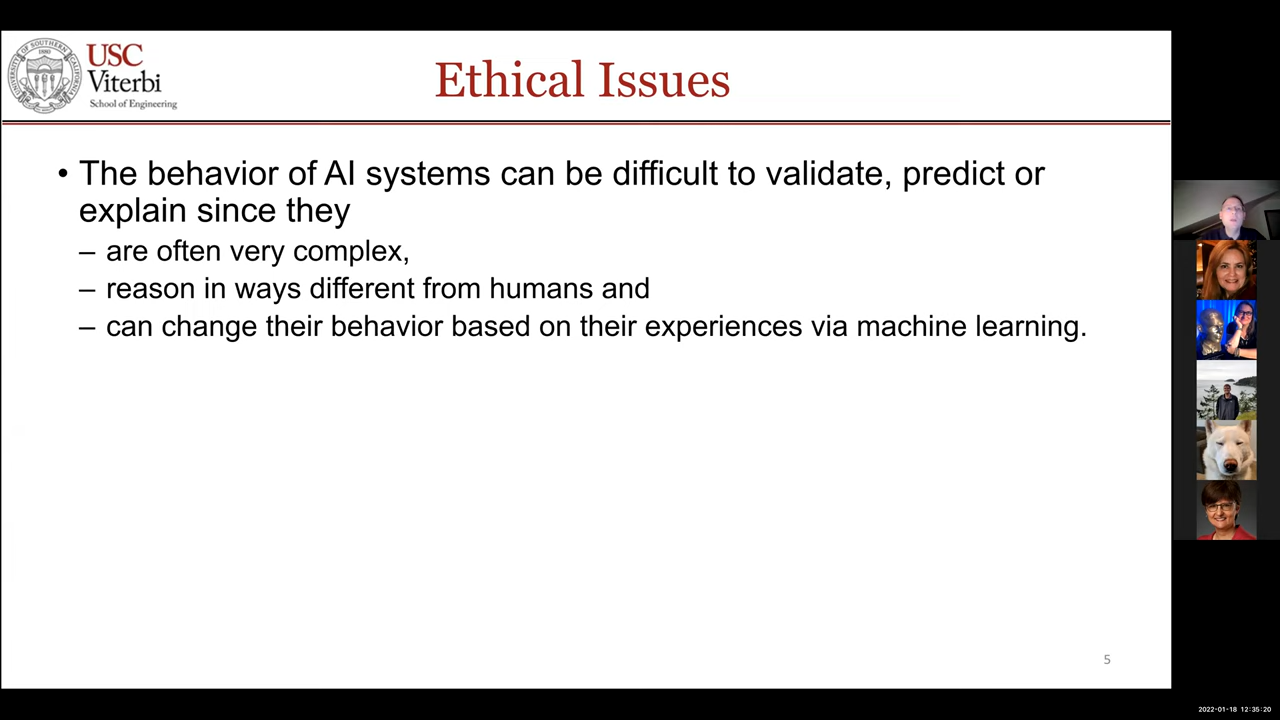 USC
Viterbi
School of Engineering
Ethical Issues
• The behavior of AI systems can be difficult to validate, predict or
explain since they
– are often very complex,
– reason in ways different from humans and
– can change their behavior based on their experiences via machine learning.
5
2022-01-18 12:35:20